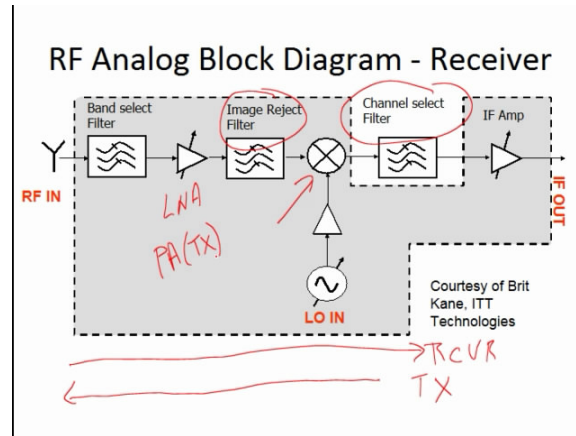 RF Analog Block Diagram - Receiver
Band select
Filter
Image Reject
Filter
Channel select
Filter
IF Amp
RF IN
LNA
PA(TX)
IF OUT
LO IN
Courtesy of Brit
Kane, ITT
Technologies
RCVR
TX